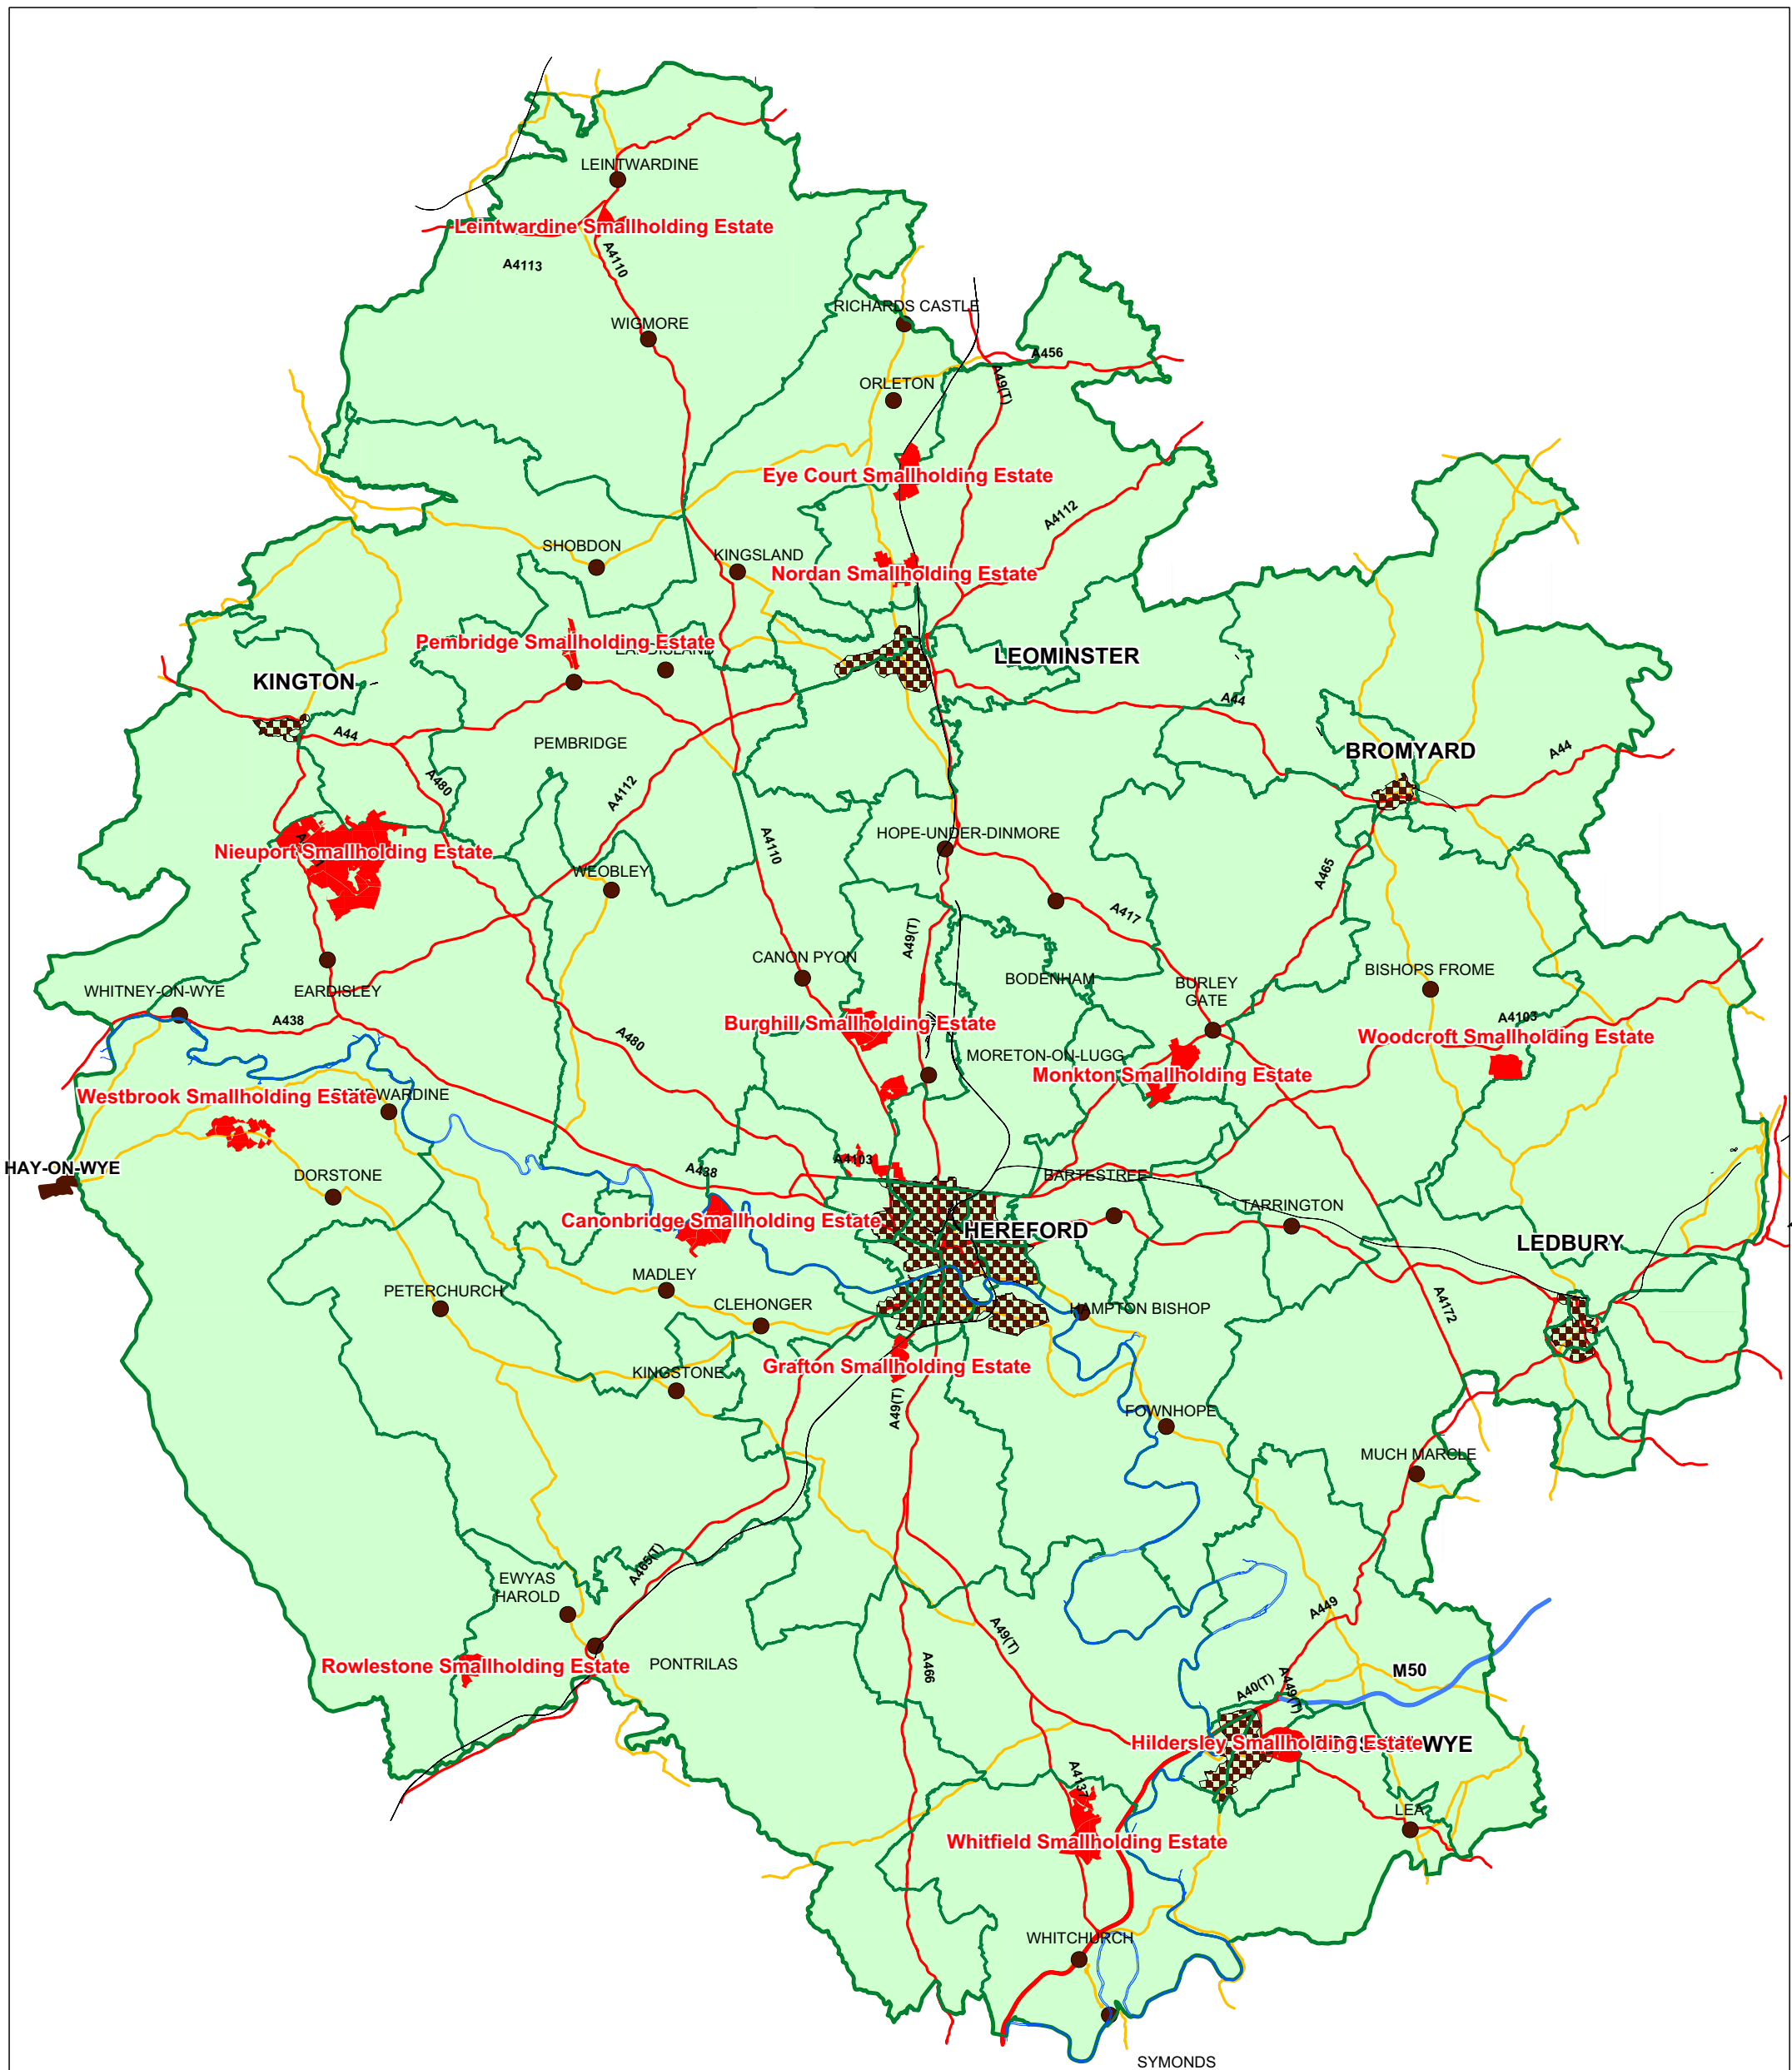 LEINTWARDINE
Leintwardine Smallholding Estate
A4113
A4110
RICHARDS CASTLE
WIGMORE
A456
A49(T)
ORLETON
Eye Court Smallholding Estate
A4112
SHOBDON
KINGSLAND
Nordan Smallholding Estate
Pembridge Smallholding Estate
LEOMINSTER
KINGTON
A44
A44
PEMBRIDGE
BROMYARD
A44
A480
A4112
Nieuport Smallholding Estate
A4110
HOPE-UNDER-DINMORE
WEOBLEY
A465
A417
A49(T)
CANON PYON
BODENHAM
BURLEY
GATE
BISHOPS FROME
WHITNEY-ON-WYE
EARDISLEY
A438
Burghill Smallholding Estate
A480
A4103
Woodcroft Smallholding Estate
MORETON-ON-LUGG
Monkton Smallholding Estate
Westbrook Smallholding Estate
HAY-ON-WYE
DORSTONE
A438
A4103
BARTESTREE
TARRINGTON
Canonbridge Smallholding Estate
HEREFORD
LEDBURY
PETERCHURCH
MADLEY
CLEHONGER
HAMPTON BISHOP
A4172
Grafton Smallholding Estate
KINGSTONE
A49(T)
FOWNHOPE
MUCH MARCLE
EWYAS
HAROLD
A465(T)
A449
A49(T)
Rowlestone Smallholding Estate
PONTRILAS
A466
M50
A40(T)
A449(T)
Hildersley Smallholding Estate
WYE
A4137
LEA
Whitfield Smallholding Estate
WHITCHURCH
SYMONDS